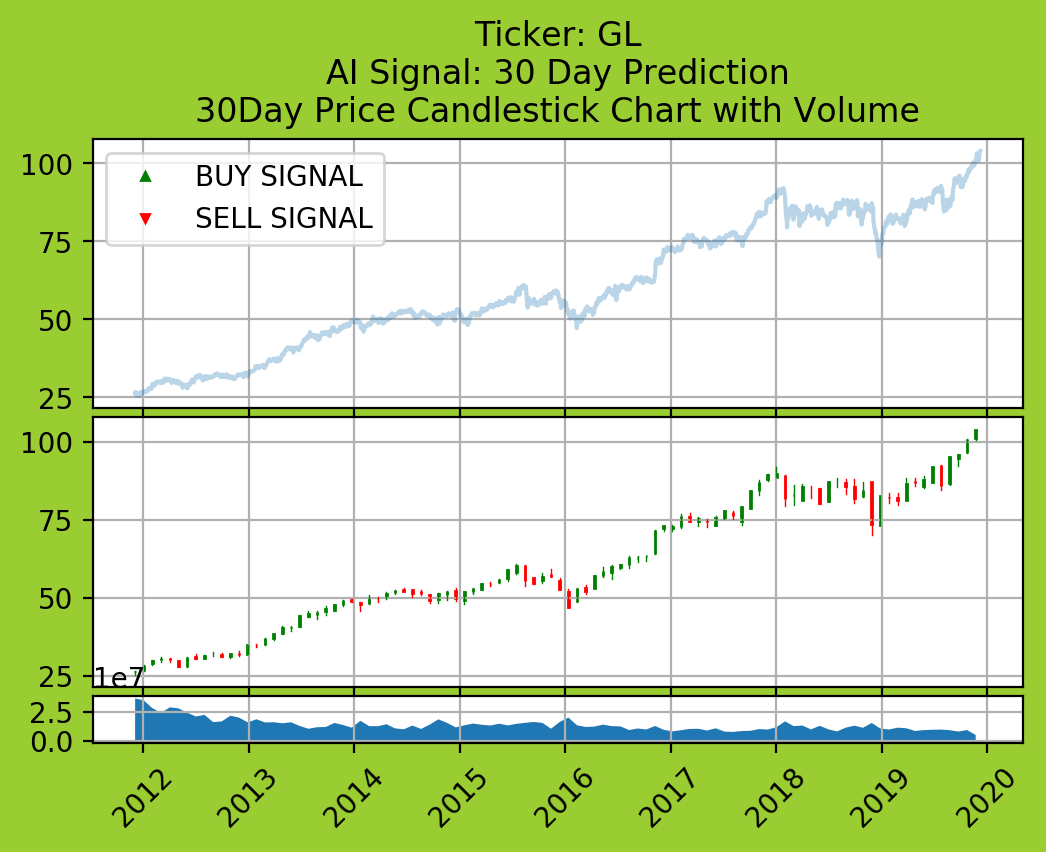 Ticker: GL
AI Signal: 30 Day Prediction
30Day Price Candlestick Chart with Volume
BUY SIGNAL
SELL SIGNAL
100
75
50
25
100
75
50
25
1e7
2.5
0.0
2012 2013 2014 2015 2016 2017 2018 2019 2020